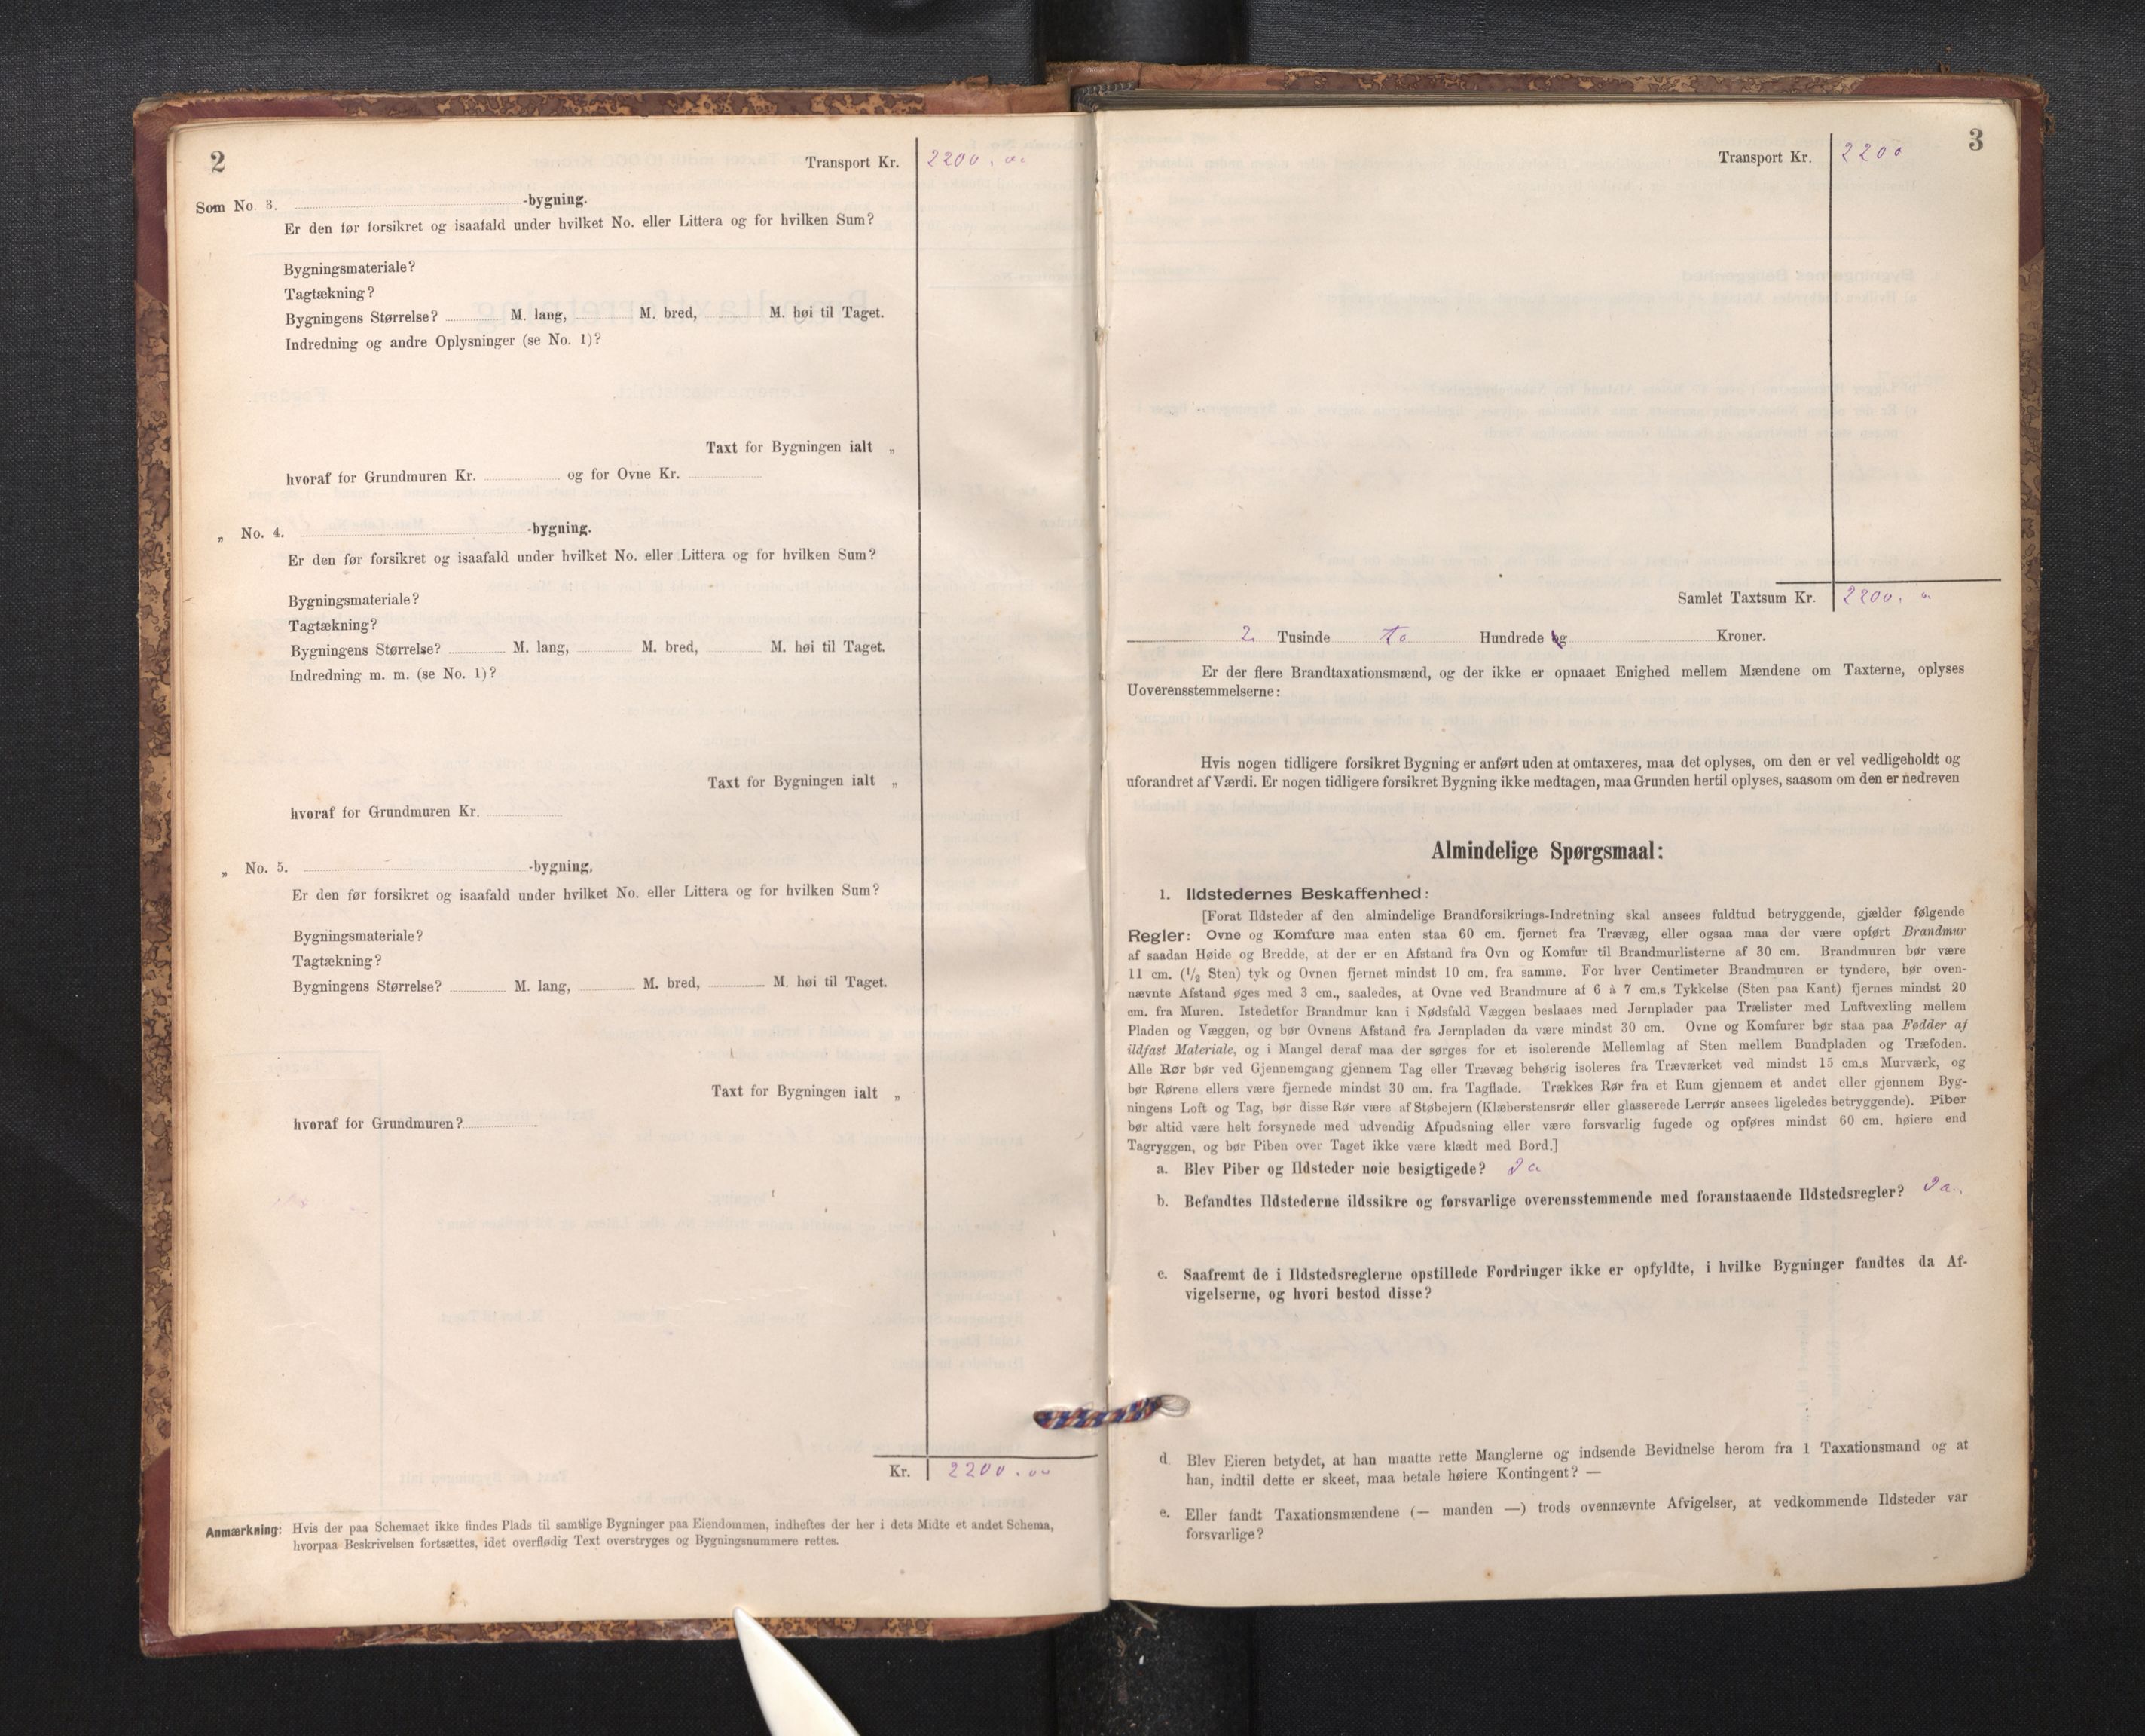 2
Transport Kr. 2200.00
Som No. 3. -bygning.
Er den før forsikret og isaafald under hvilket No. eller Littera og for hvilken Sum?
Bygningsmateriale?
Tagtækning?
Bygningens Størrelse? M. lang, M. bred, M. høi til Taget.
Indredning og andre Oplysninger (se No. 1)?
Taxt for Bygningen ialt „
hvoraf for Grundmuren Kr. og for Ovne Kr.
„ No. 4. -bygning.
Er den før forsikret og isaafald under hvilket No. eller Littera og for hvilken Sum?
Bygningsmateriale?
Tagtækning?
Bygningens Størrelse? M. lang, M. bred, M. høi til Taget.
Indredning m. m. (se No. 1)?
Taxt for Bygningen ialt „
hvoraf for Grundmuren Kr.
„ No. 5. -bygning,
Er den før forsikret og isaafald under hvilket No. eller Littera og for hvilken Sum?
Bygningsmateriale?
Tagtækning?
Bygningens Størrelse? M. lang, M. bred, M. høi til Taget.
Taxt for Bygningen ialt „
hvoraf for Grundmuren?
Kr. 2200.00
Anmærkning: Hvis der paa Schemaet ikke findes Plads til samtlige Bygninger paa Eiendommen, indheftes der her i dets Midte et andet Schema,
hvorpaa Beskrivelsen fortsættes, idet overflødig Text overstryges og Bygningsnummere rettes.
3
Transport Kr. 2200
Samlet Taxtsum Kr. 2200. "
2 Tusinde to Hundrede og Kroner.
Er der flere Brandtaxationsmænd, og der ikke er opnaaet Enighed mellem Mændene om Taxterne, oplyses
Uoverensstemmelserne:
Hvis nogen tidligere forsikret Bygning er anført uden at omtaxeres, maa det oplyses, om den er vel vedligeholdt og
uforandret af Værdi. Er nogen tidligere forsikret Bygning ikke medtagen, maa Grunden hertil oplyses, saasom om den er nedreven
Almindelige Spørgsmaal:
1. Ildstedernes Beskaffenhed:
[Forat Ildsteder af den almindelige Brandforsikrings-Indretning skal ansees fuldtud betryggende, gjælder følgende
Regler: Ovne og Komfure maa enten staa 60 cm. fjernet fra Trævæg, eller ogsaa maa der være opført Brandmur
af saadan Høide og Bredde, at der er en Afstand fra Ovn og Komfur til Brandmurlisterne af 30 cm. Brandmuren bør være
11 cm. (1/2 Sten) tyk og Ovnen fjernet mindst 10 cm. fra samme. For hver Centimeter Brandmuren er tyndere, bør oven-
nævnte Afstand øges med 3 cm., saaledes, at Ovne ved Brandmure af 6 à 7 cm.s Tykkelse (Sten paa Kant) fjernes mindst 20
cm. fra Muren. Istedetfor Brandmur kan i Nødsfald Væggen beslaaes med Jernplader paa Trælister med Luftvexling mellem
Pladen og Væggen, og bør Ovnens Afstand fra Jernpladen da være mindst 30 cm. Ovne og Komfurer bør staa paa Fødder af
ildfast Materiale, og i Mangel deraf maa der sørges for et isolerende Mellemlag af Sten mellem Bundpladen og Træfoden.
Alle Rør bør ved Gjennemgang gjennem Tag eller Trævæg behørig isoleres fra Træværket ved mindst 15 cm.s Murværk, og
bør Rørene ellers være fjernede mindst 30 cm. fra Tagflade. Trækkes Rør fra et Rum gjennem et andet eller gjennem Byg-
ningens Loft og Tag, bør disse Rør være af Støbejern (Klæberstensrør eller glasserede Lerrør ansees ligeledes betryggende). Piber
bør altid være helt forsynede med udvendig Afpudsning eller være forsvarlig fugede og opføres mindst 60 cm. høiere end
Tagryggen, og bør Piben over Taget ikke være klædt med Bord.]
a. Blev Piber og Ildsteder nøie besigtigede? Ja
b. Befandtes Ildstederne ildssikre og forsvarlige overensstemmende med foranstaaende Ildstedsregler? Ja.
c. Saafremt de i Ildstedsreglerne opstillede Fordringer ikke er opfyldte, i hvilke Bygninger fandtes da Af-
vigelserne, og hvori bestod disse?
d Blev Eieren betydet, at han maatte rette Manglerne og indsende Bevidnelse herom fra 1 Taxationsmand og at
han, indtil dette er skeet, maa betale høiere Kontingent? —
e. Eller fandt Taxationsmændene (— manden —) trods ovennævnte Afvigelser, at vedkommende Ildsteder var
forsvarlige?